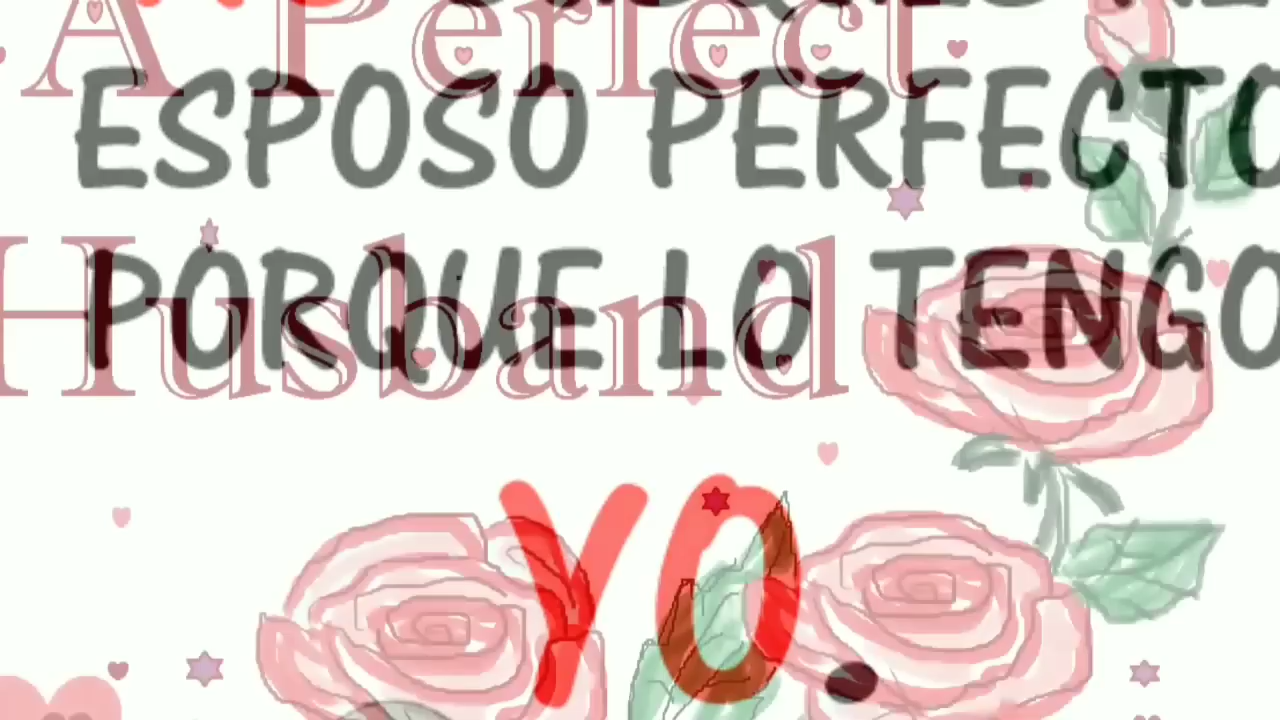 A Perfect
ESPOSO PERFECTO
Husband
PORQUE LO TENGO
YO.